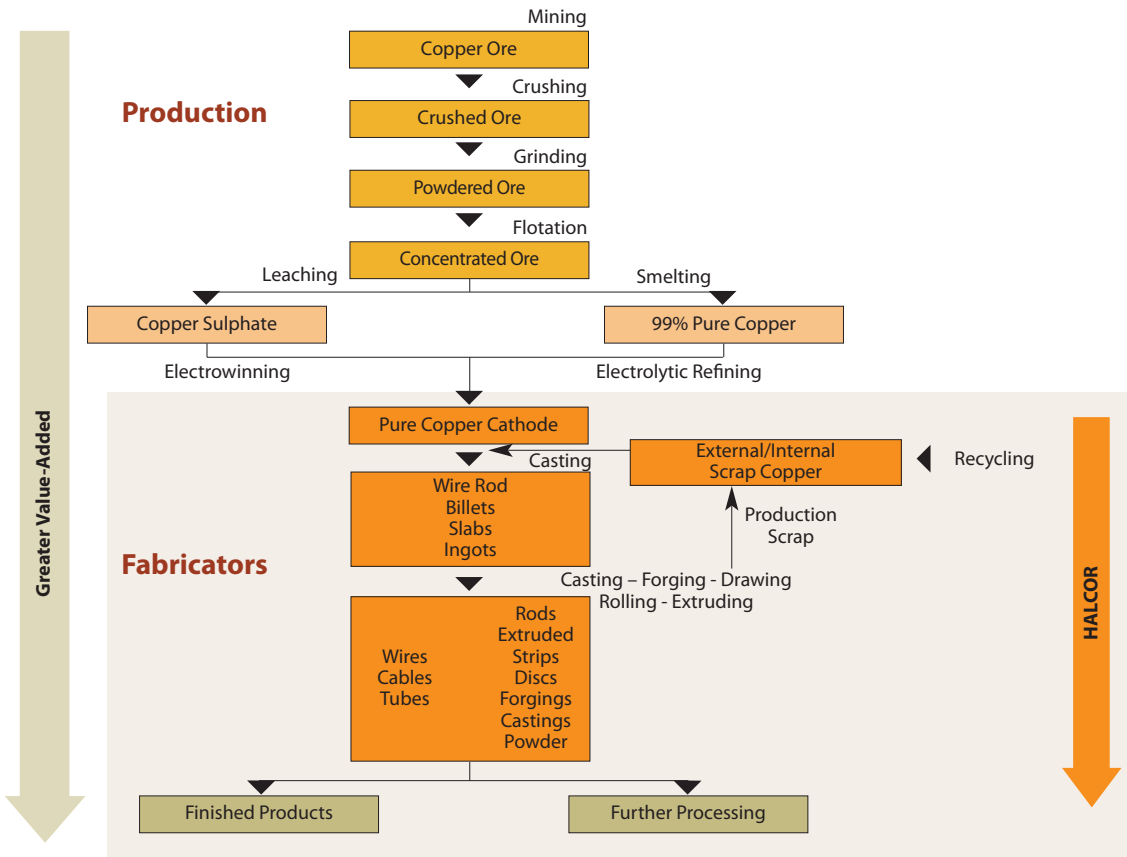 Mining
Copper Ore
Crushing
Production
Crushed Ore
Grinding
Powdered Ore
Flotation
Concentrated Ore
Leaching
Smelting
Copper Sulphate
99% Pure Copper
Electrowinning
Electrolytic Refining
Greater Value-Added
Pure Copper Cathode
Casting
External/Internal
Scrap Copper
Recycling
Wire Rod
Billets
Slabs
Ingots
Production
Scrap
Fabricators
Casting – Forging - Drawing
Rolling - Extruding
HALCOR
Wires
Cables
Tubes
Rods
Extruded
Strips
Discs
Forgings
Castings
Powder
Finished Products
Further Processing